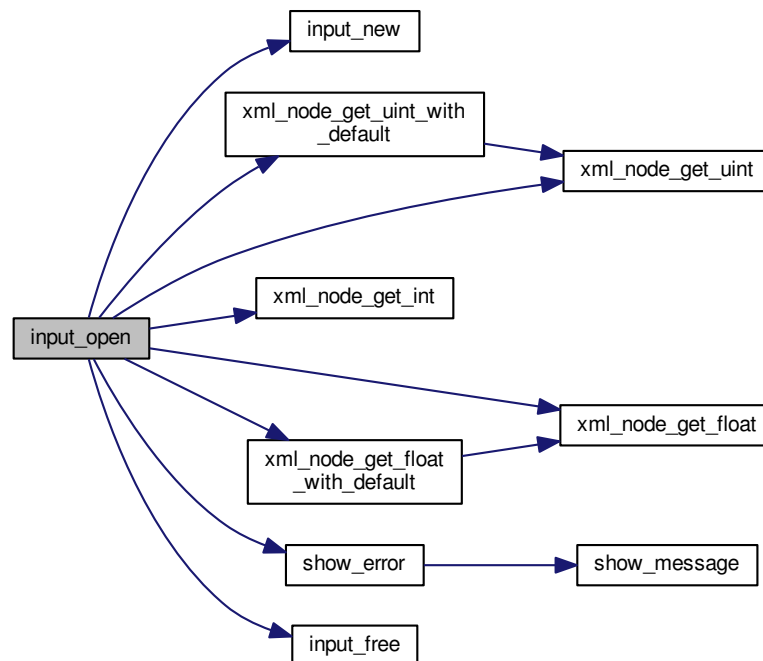 input_new
xml_node_get_uint_with
_default
xml_node_get_uint
xml_node_get_int
input_open
xml_node_get_float
xml_node_get_float
_with_default
show_error
show_message
input_free